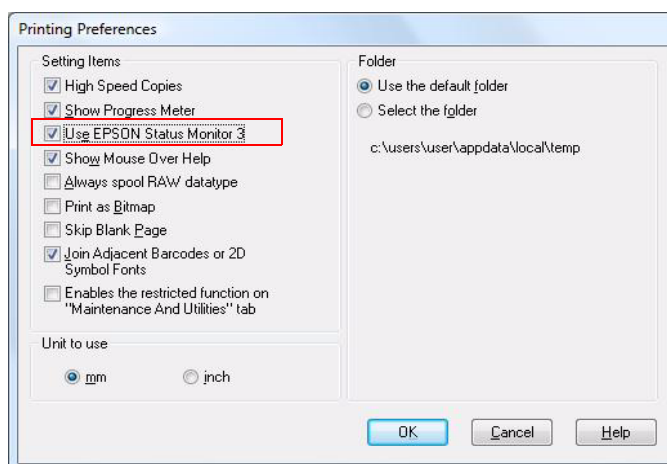 Printing Preferences
Setting Items
High Speed Copies
Show Progress Meter
Use EPSON Status Monitor 3
Show Mouse Over Help
Always spool RAW datatype
Print as Bitmap
Skip Blank Page
Join Adjacent Barcodes or 2D
Symbol Fonts
Enables the restricted function on
"Maintenance And Utilities" tab
Unit to use
mm
inch
Folder
Use the default folder
Select the folder
c:\users\user\appdata\local\temp
OK
Cancel
Help